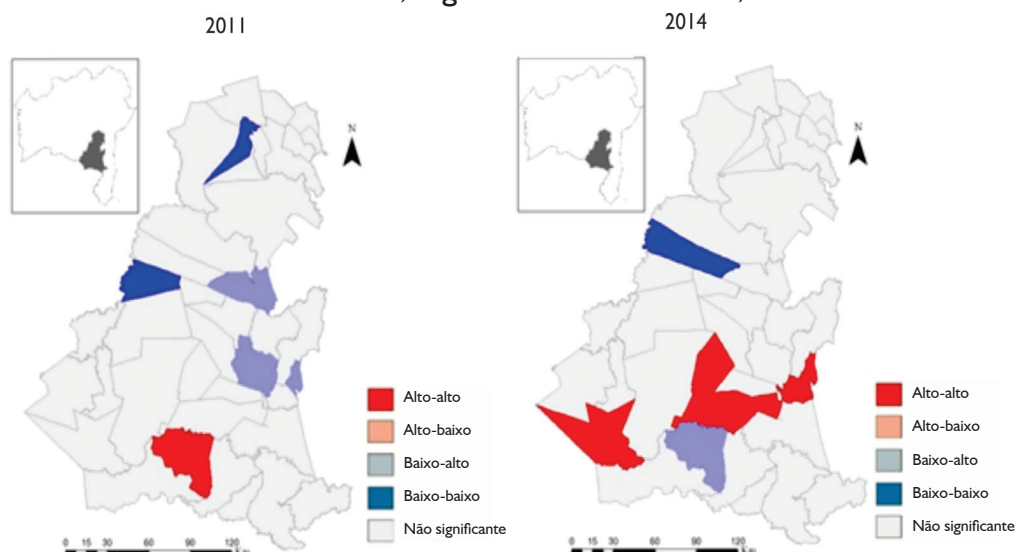 2011
2014
N
N
Alto-alto
Alto-baixo
Baixo-alto
Baixo-baixo
Não significante
0 15 30 60 90 120
Alto-alto
Alto-baixo
Baixo-alto
Baixo-baixo
Não significante
0 15 30 60 90 120